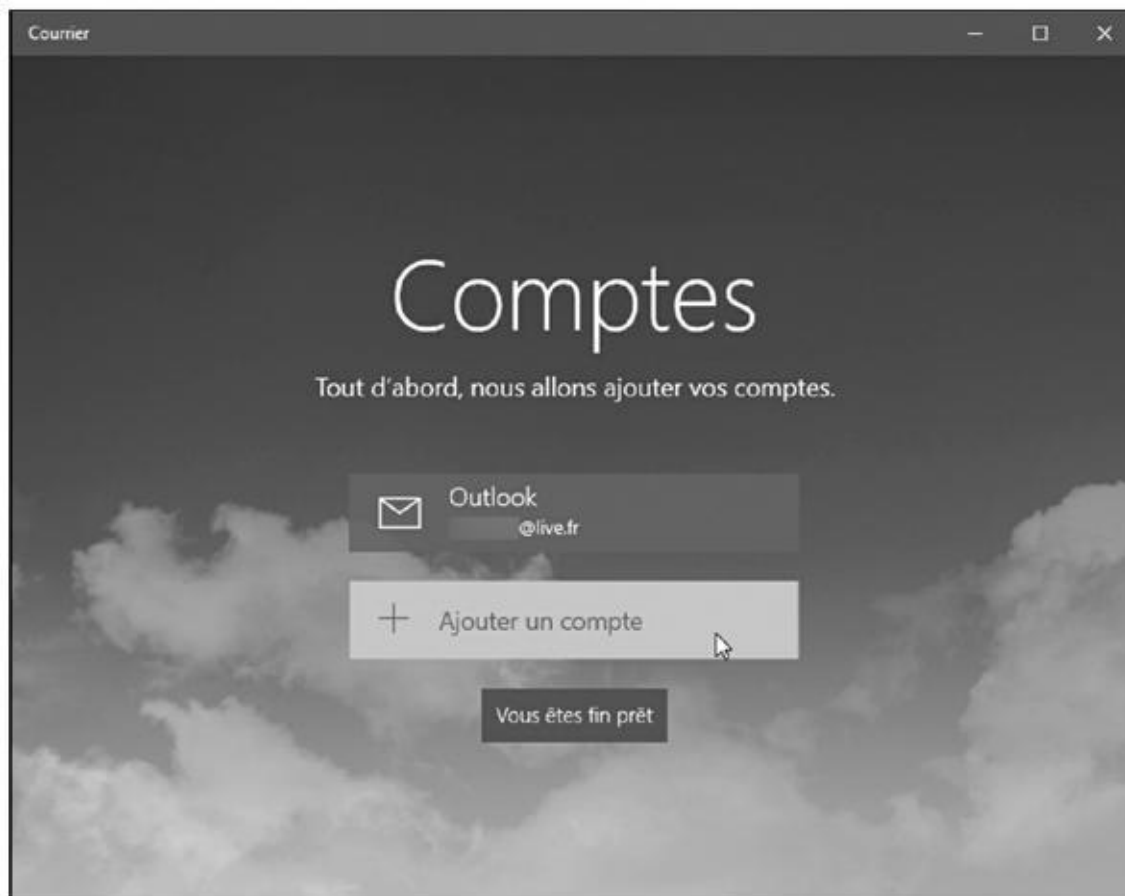 Courrier
Comptes
Tout d'abord, nous allons ajouter vos comptes.
Outlook
@live.fr
Ajouter un compte
Vous êtes fin prêt